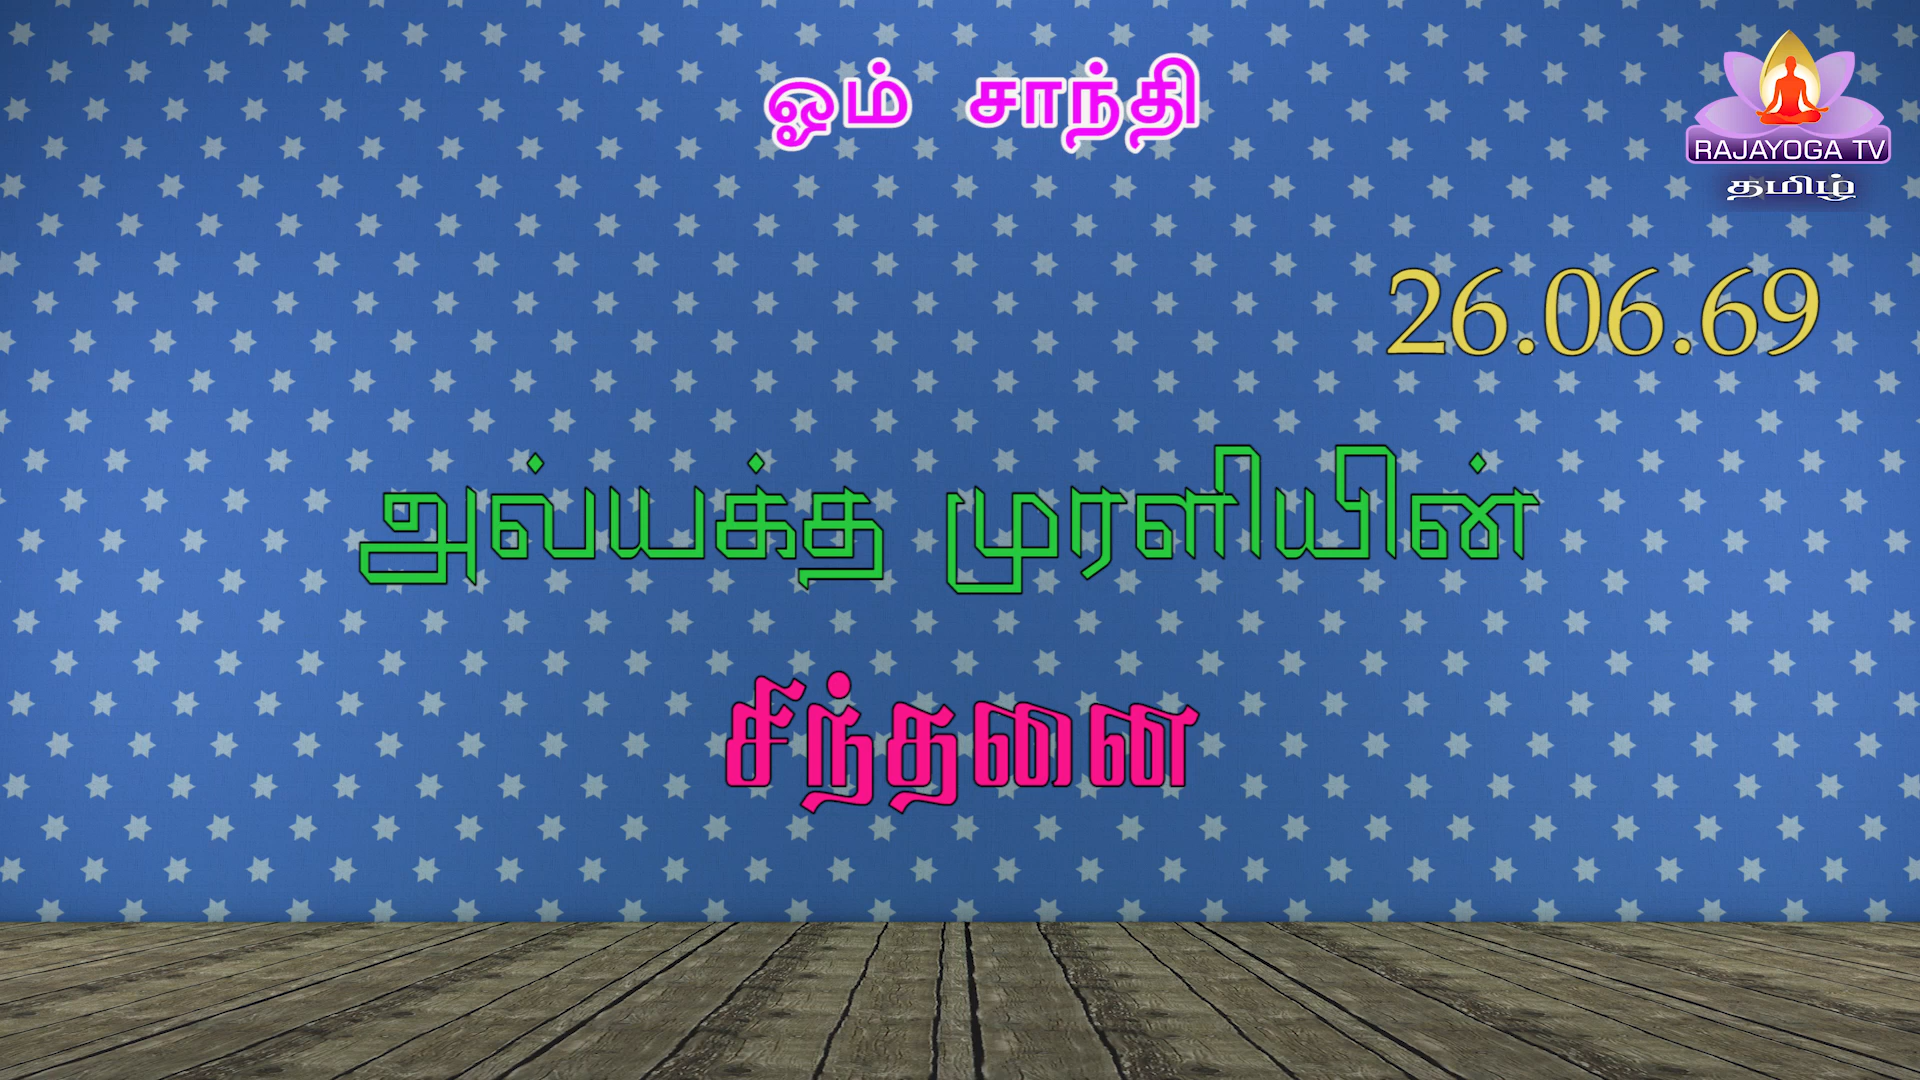 ஓம் சாந்தி
RAJAYOGA TV
தமிழ்
26.06.69
அவ்யக்த முரளியின்
சிந்தனை